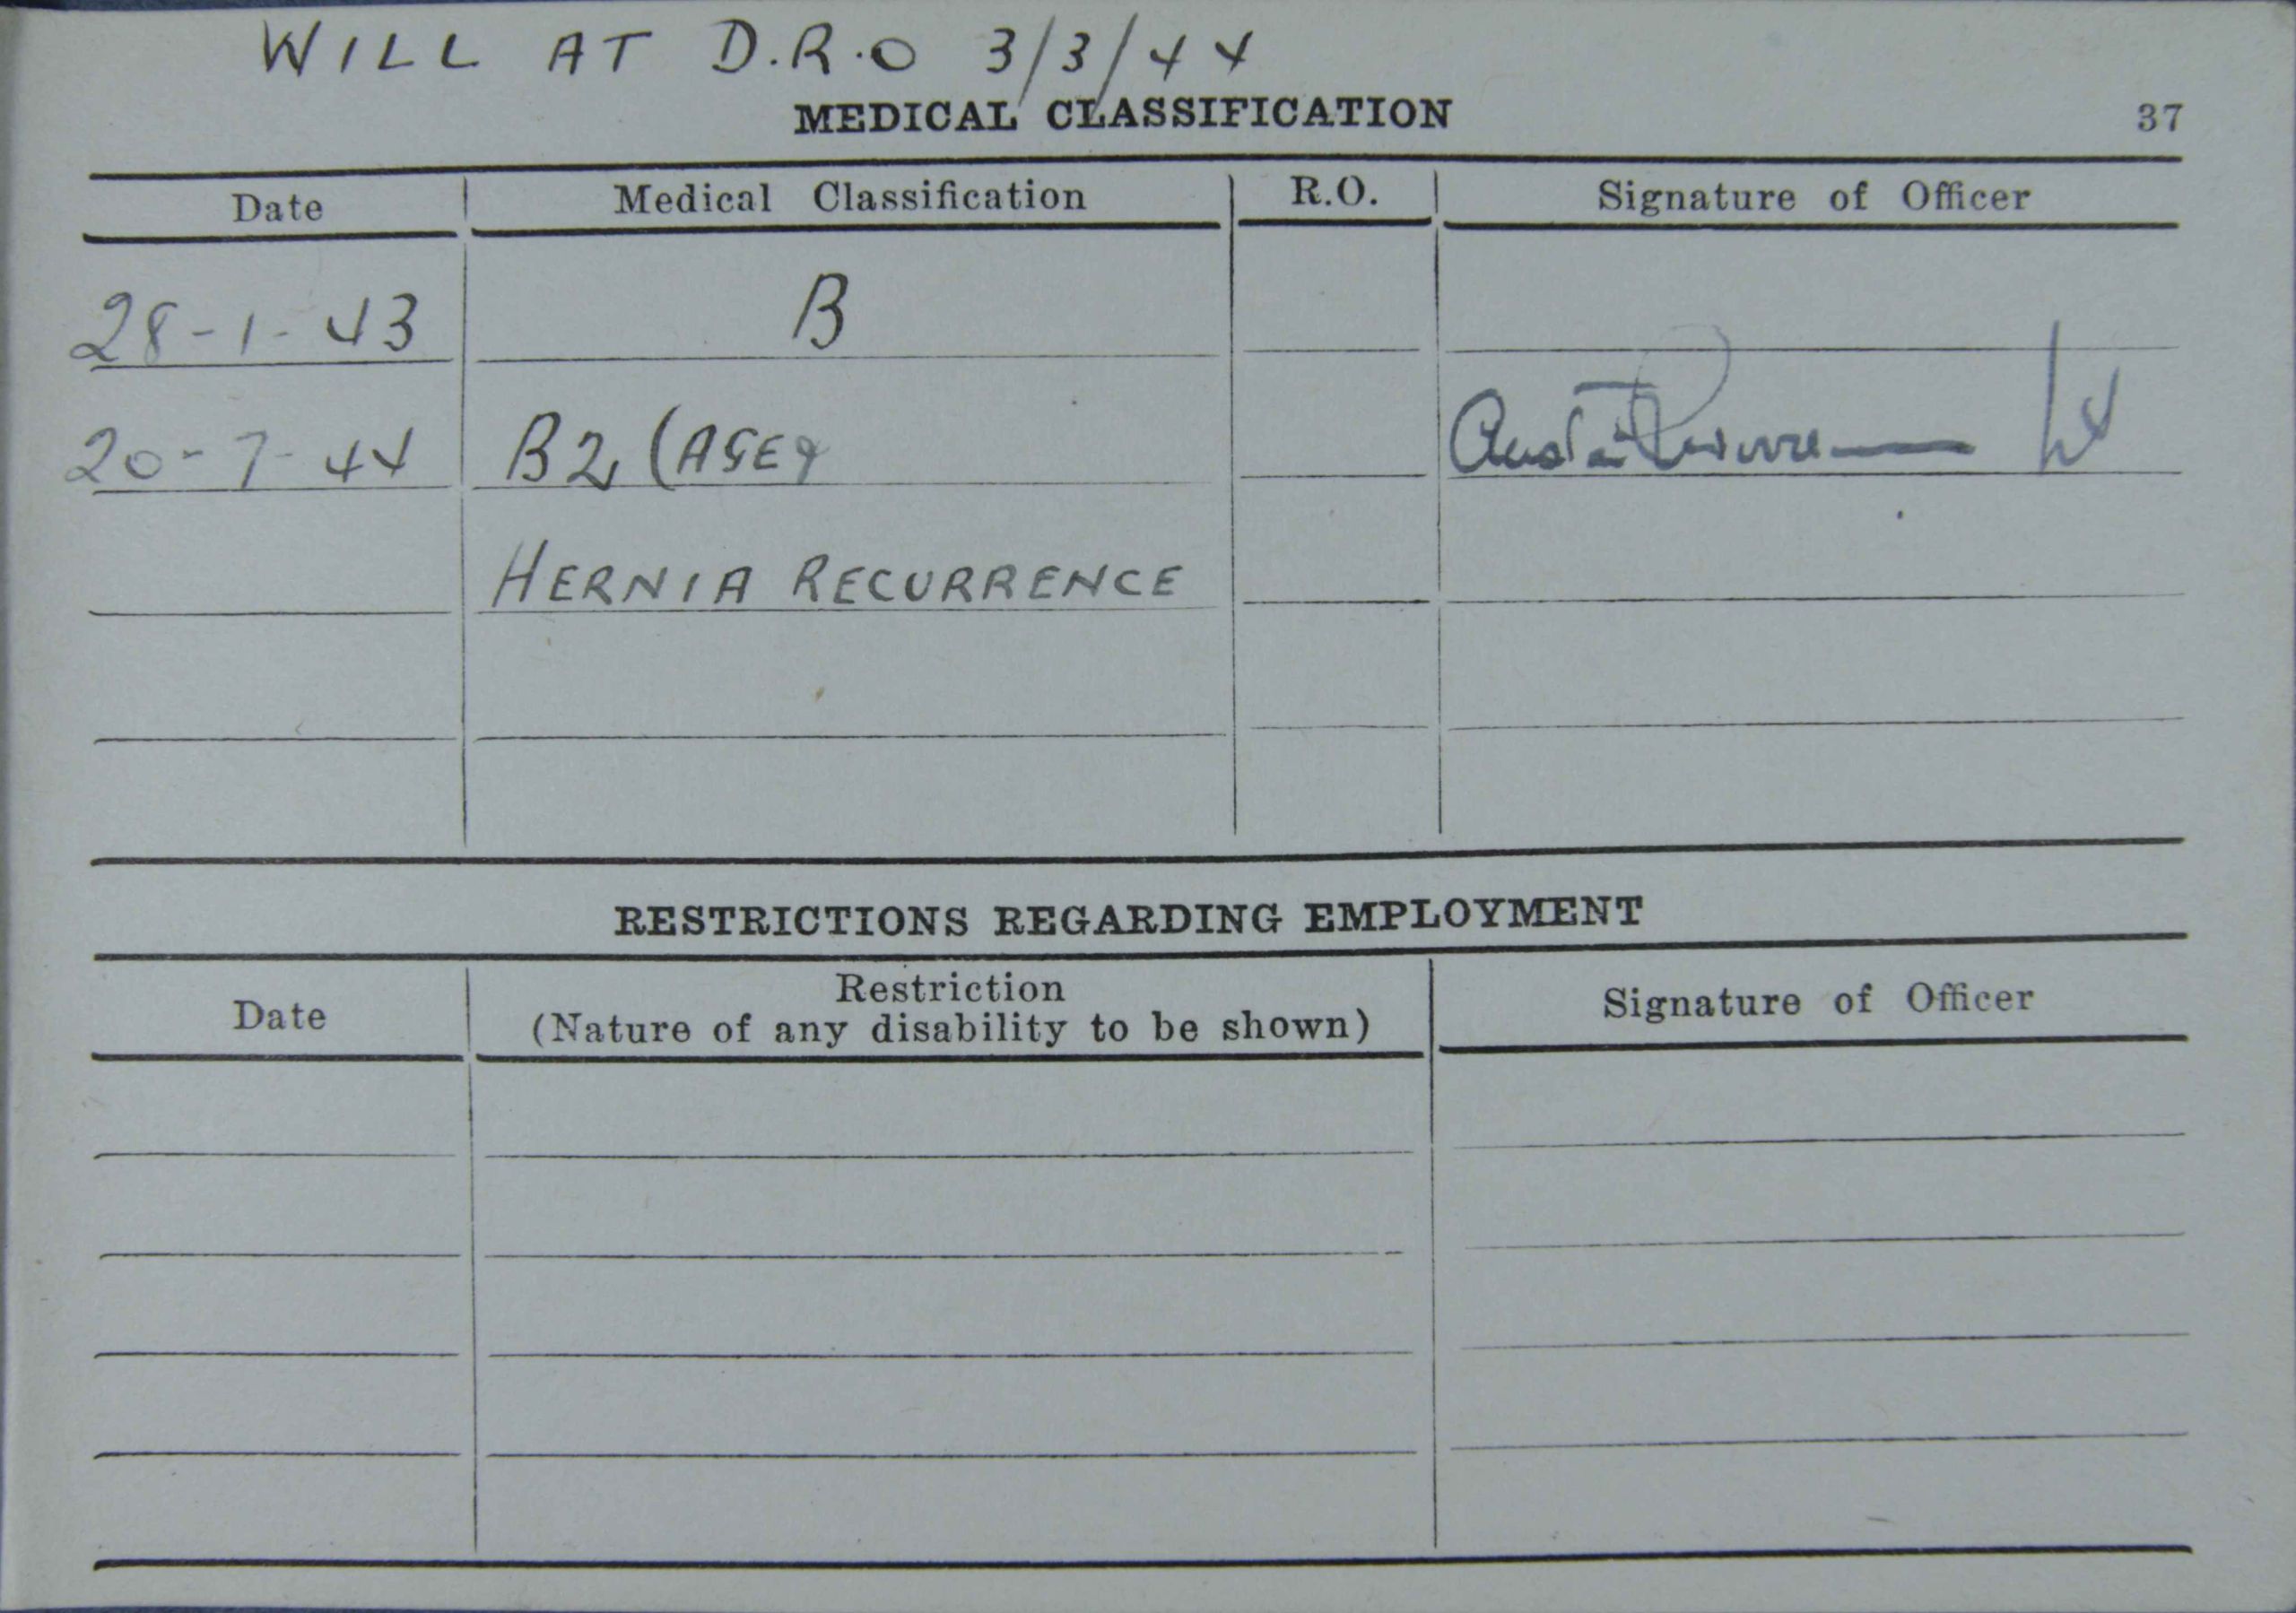 WILL AT D.R.O 3/3/44
MEDICAL CLASSIFICATION 37
Date Medical Classification R.O. Signature of Officer
28-1-43 B
20-7-44 B2 (AGE &
HERNIA RECURRENCE
RESTRICTIONS REGARDING EMPLOYMENT
Date Restriction (Nature of any disability to be shown) Signature of Officer